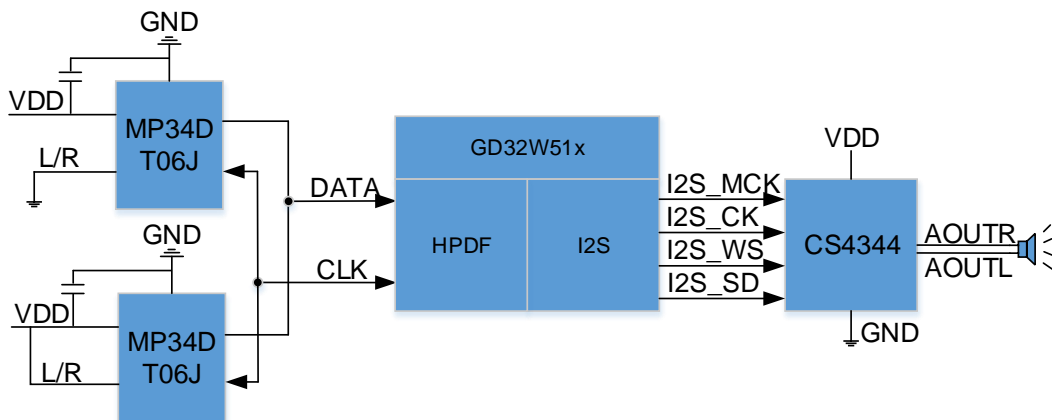 GND
VDD
MP34D
T06J
L/R
GND
VDD
MP34D
T06J
L/R
DATA
CLK
GD32W51x
HPDF
I2S
I2S_MCK
I2S_CK
I2S_WS
I2S_SD
VDD
CS4344
GND
AOUTR
AOUTL